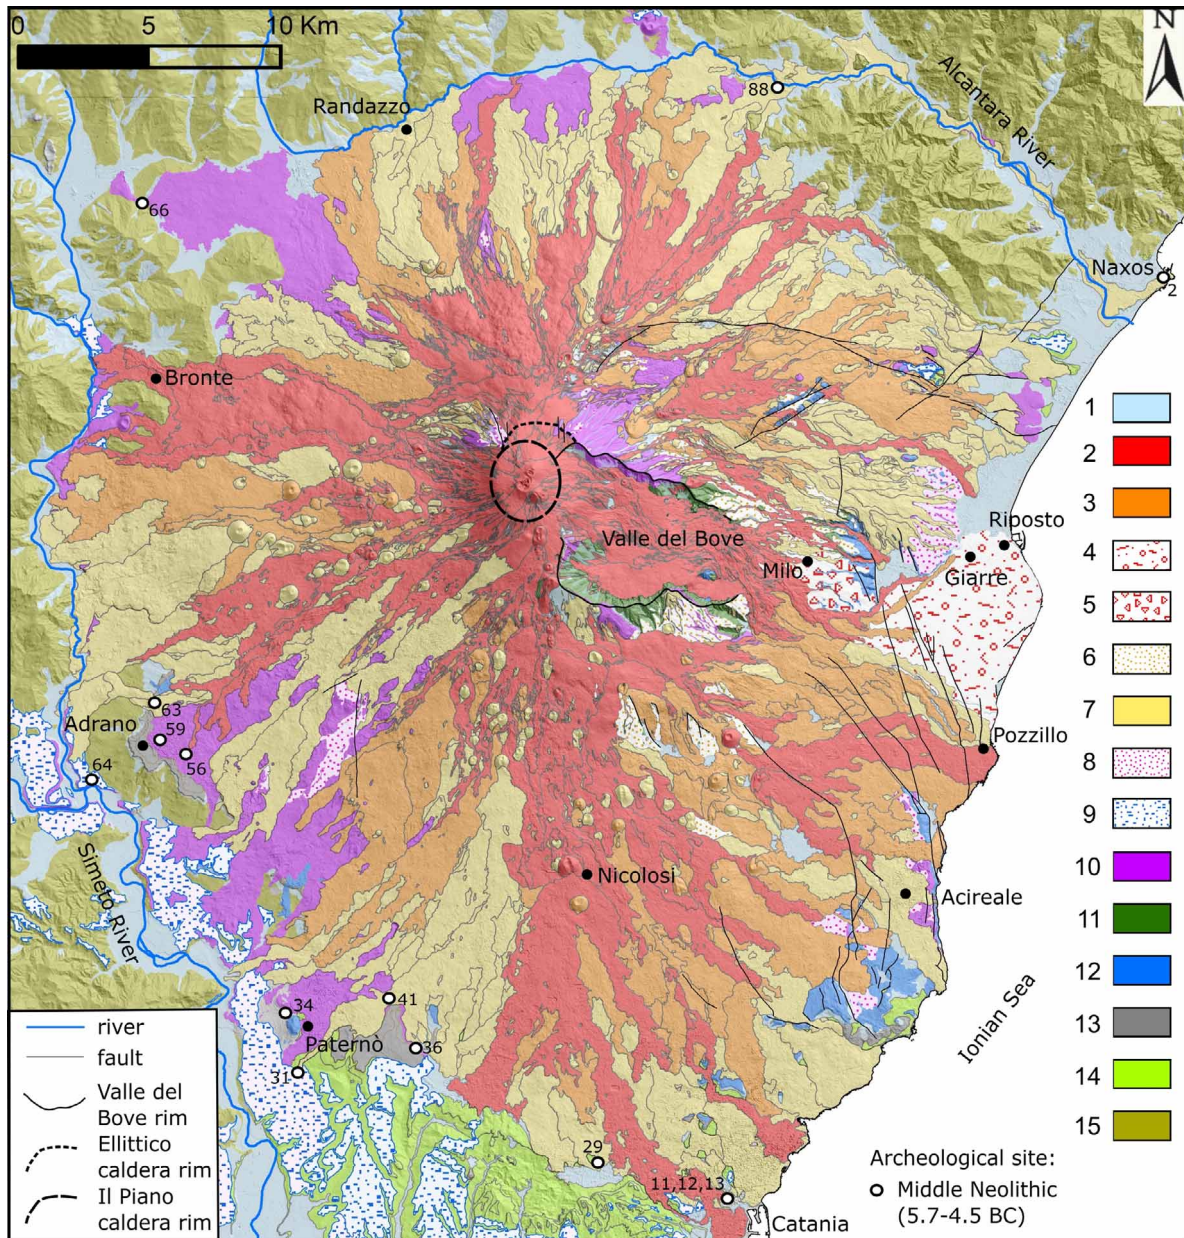 0 5 10 Km
N
Randazzo
88
Alcantara River
66
Naxos
2
Bronte
Valle del Bove
Milo
Riposto
Giarre
63
Adrano
59
56
64
Pozzillo
Nicolosi
Acireale
Simeto River
34
41
Paternò
36
31
29
11,12,13
Catania
Ionian Sea
1
2
3
4
5
6
7
8
9
10
11
12
13
14
15
river
fault
Valle del
Bove rim
Ellittico
caldera rim
Il Piano
caldera rim
Archeological site:
Middle Neolithic
(5.7-4.5 BC)